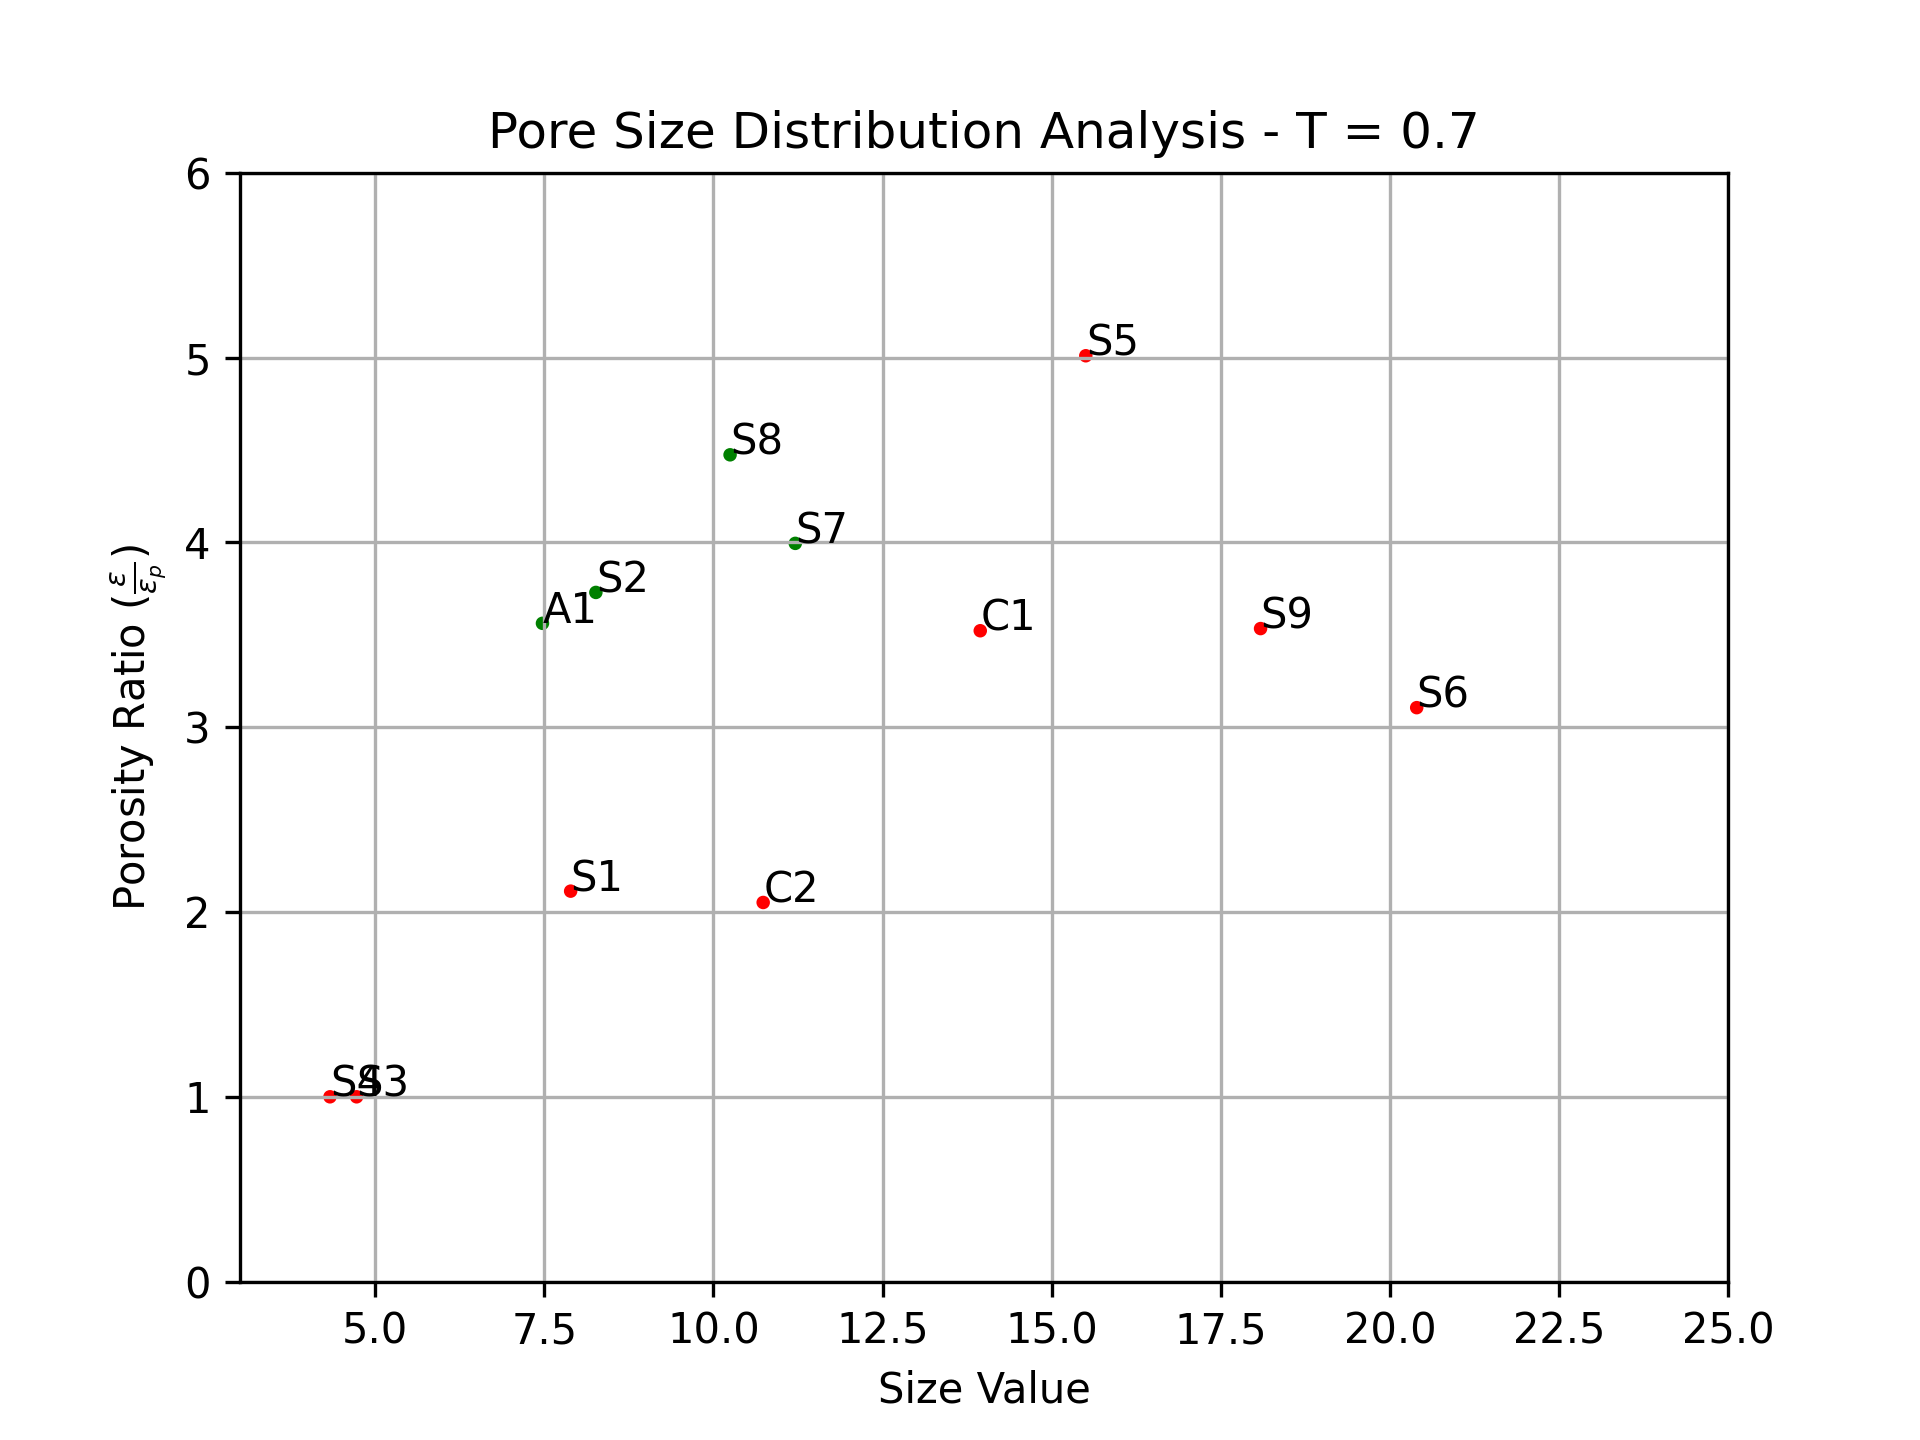 Pore Size Distribution Analysis - T = 0.7
6
5
4
3
2
1
0
Porosity Ratio (ε/εp)
S5
S8
S7
S2
A1
C1
S9
S6
S1
C2
S4
S3
5.0 7.5 10.0 12.5 15.0 17.5 20.0 22.5 25.0
Size Value